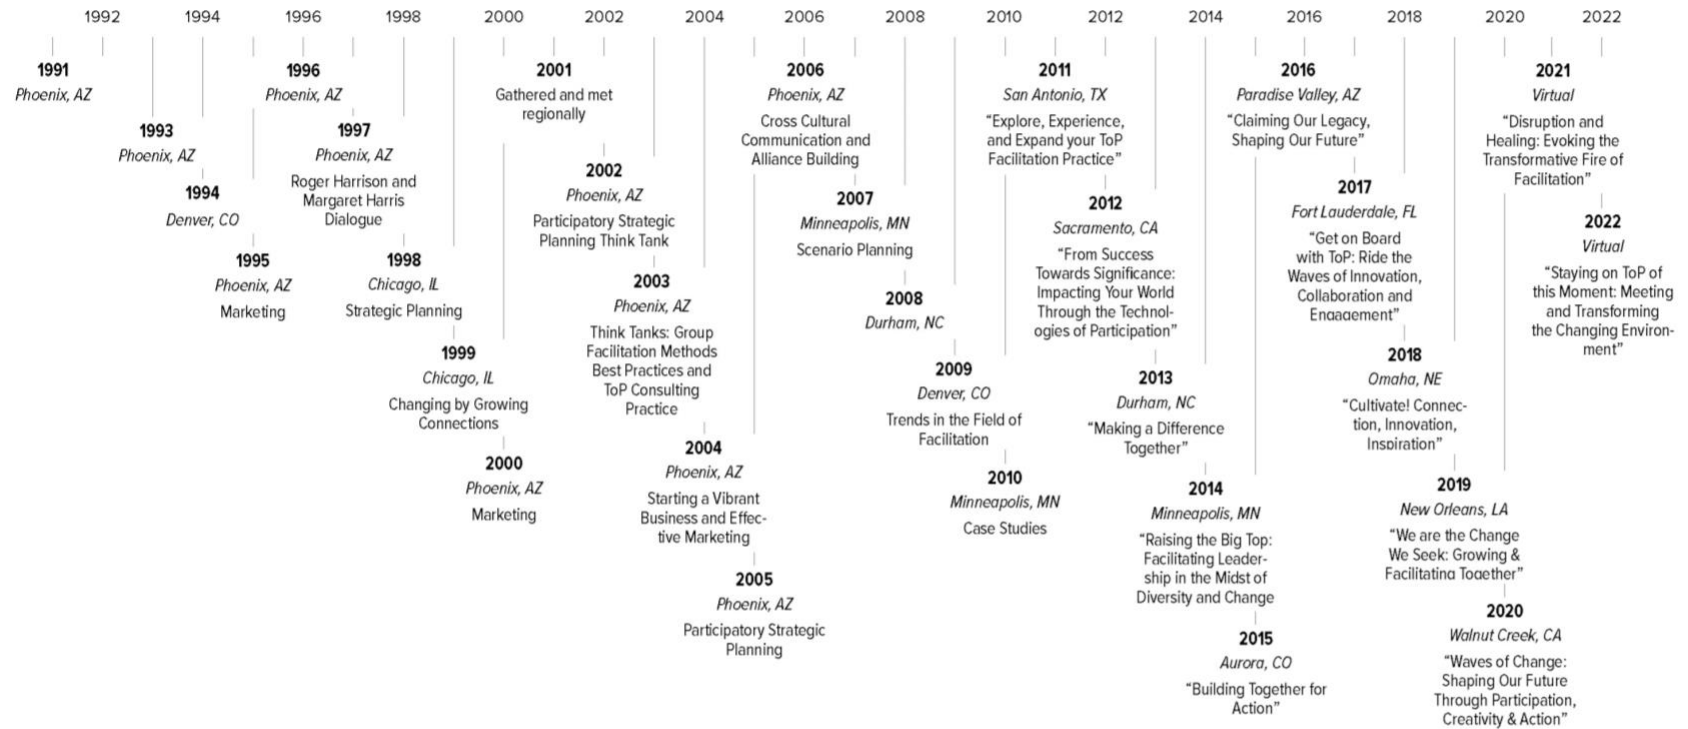 1992 1994 1996 1998 2000 2002 2004 2006 2008 2010 2012 2014 2016 2018 2020 2022
1991
Phoenix, AZ
1993
Phoenix, AZ
1994
Denver, CO
1995
Phoenix, AZ
Marketing
1996
Phoenix, AZ
1997
Phoenix, AZ
Roger Harrison and
Margaret Harris
Dialogue
1998
Chicago, IL
Strategic Planning
1999
Chicago, IL
Changing by Growing
Connections
2000
Phoenix, AZ
Marketing
2001
Gathered and met
regionally
2002
Phoenix, AZ
Participatory Strategic
Planning Think Tank
2003
Phoenix, AZ
Think Tanks: Group
Facilitation Methods
Best Practices and
ToP Consulting
Practice
2004
Phoenix, AZ
Starting a Vibrant
Business and Effec-
tive Marketing
2005
Phoenix, AZ
Participatory Strategic
Planning
2006
Phoenix, AZ
Cross Cultural
Communication and
Alliance Building
2007
Minneapolis, MN
Scenario Planning
2008
Durham, NC
2009
Denver, CO
Trends in the Field of
Facilitation
2010
Minneapolis, MN
Case Studies
2011
San Antonio, TX
“Explore, Experience,
and Expand your ToP
Facilitation Practice”
2012
Sacramento, CA
“From Success
Towards Significance:
Impacting Your World
Through the Technol-
ogies of Participation”
2013
Durham, NC
“Making a Difference
Together”
2014
Minneapolis, MN
“Raising the Big Top:
Facilitating Leader-
ship in the Midst of
Diversity and Change
2015
Aurora, CO
“Building Together for
Action”
2016
Paradise Valley, AZ
“Claiming Our Legacy,
Shaping Our Future”
2017
Fort Lauderdale, FL
“Get on Board
with ToP: Ride the
Waves of Innovation,
Collaboration and
Engagement”
2018
Omaha, NE
“Cultivate! Connec-
tion, Innovation,
Inspiration”
2019
New Orleans, LA
“We are the Change
We Seek: Growing &
Facilitating Together”
2020
Walnut Creek, CA
“Waves of Change:
Shaping Our Future
Through Participation,
Creativity & Action”
2021
Virtual
“Disruption and
Healing: Evoking the
Transformative Fire of
Facilitation”
2022
Virtual
“Staying on ToP of
this Moment: Meeting
and Transforming
the Changing Environ-
ment”